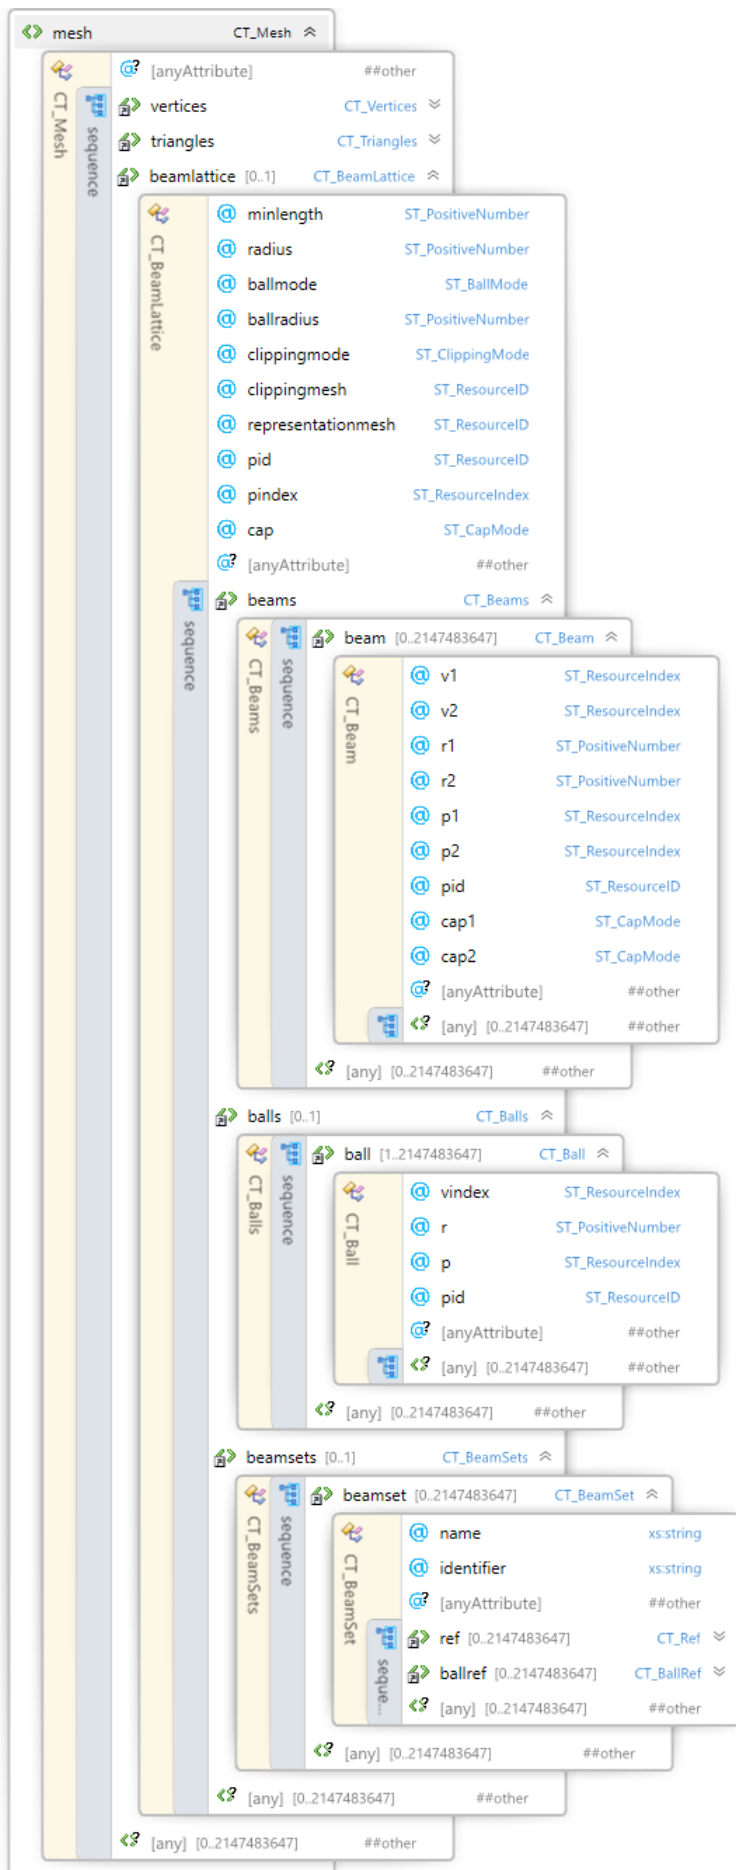 mesh CT_Mesh
CT_Mesh
sequence
[anyAttribute] ##other
vertices CT_Vertices
triangles CT_Triangles
beamlattice [0..1] CT_BeamLattice
CT_BeamLattice
minlength ST_PositiveNumber
radius ST_PositiveNumber
ballmode ST_BallMode
ballradius ST_PositiveNumber
clippingmode ST_ClippingMode
clippingmesh ST_ResourceID
representationmesh ST_ResourceID
pid ST_ResourceID
pindex ST_ResourceIndex
cap ST_CapMode
[anyAttribute] ##other
sequence
beams CT_Beams
CT_Beams
sequence
beam [0..2147483647] CT_Beam
CT_Beam
v1 ST_ResourceIndex
v2 ST_ResourceIndex
r1 ST_PositiveNumber
r2 ST_PositiveNumber
p1 ST_ResourceIndex
p2 ST_ResourceIndex
pid ST_ResourceID
cap1 ST_CapMode
cap2 ST_CapMode
[anyAttribute] ##other
[any] [0..2147483647] ##other
[any] [0..2147483647] ##other
balls [0..1] CT_Balls
CT_Balls
sequence
ball [1..2147483647] CT_Ball
CT_Ball
vindex ST_ResourceIndex
r ST_PositiveNumber
p ST_ResourceIndex
pid ST_ResourceID
[anyAttribute] ##other
[any] [0..2147483647] ##other
[any] [0..2147483647] ##other
beamsets [0..1] CT_BeamSets
CT_BeamSets
sequence
beamset [0..2147483647] CT_BeamSet
CT_BeamSet
name xs:string
identifier xs:string
[anyAttribute] ##other
seque...
ref [0..2147483647] CT_Ref
ballref [0..2147483647] CT_BallRef
[any] [0..2147483647] ##other
[any] [0..2147483647] ##other
[any] [0..2147483647] ##other
[any] [0..2147483647] ##other